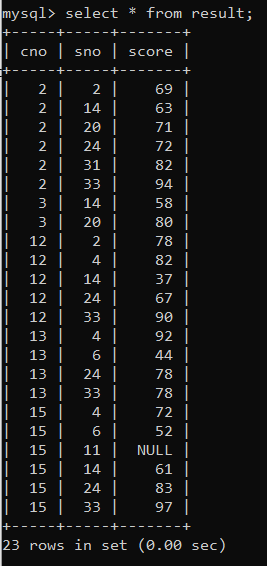 mysql> select * from result;
+-----+-----+-------+
| cno | sno | score |
+-----+-----+-------+
|   2 |   2 |    69 |
|   2 |  14 |    63 |
|   2 |  20 |    71 |
|   2 |  24 |    72 |
|   2 |  31 |    82 |
|   2 |  33 |    94 |
|   3 |  14 |    58 |
|   3 |  20 |    80 |
|  12 |   2 |    78 |
|  12 |   4 |    82 |
|  12 |  14 |    37 |
|  12 |  24 |    67 |
|  12 |  33 |    90 |
|  13 |   4 |    92 |
|  13 |   6 |    44 |
|  13 |  24 |    78 |
|  13 |  33 |    78 |
|  15 |   4 |    72 |
|  15 |   6 |    52 |
|  15 |  11 |  NULL |
|  15 |  14 |    61 |
|  15 |  24 |    83 |
|  15 |  33 |    97 |
+-----+-----+-------+
23 rows in set (0.00 sec)